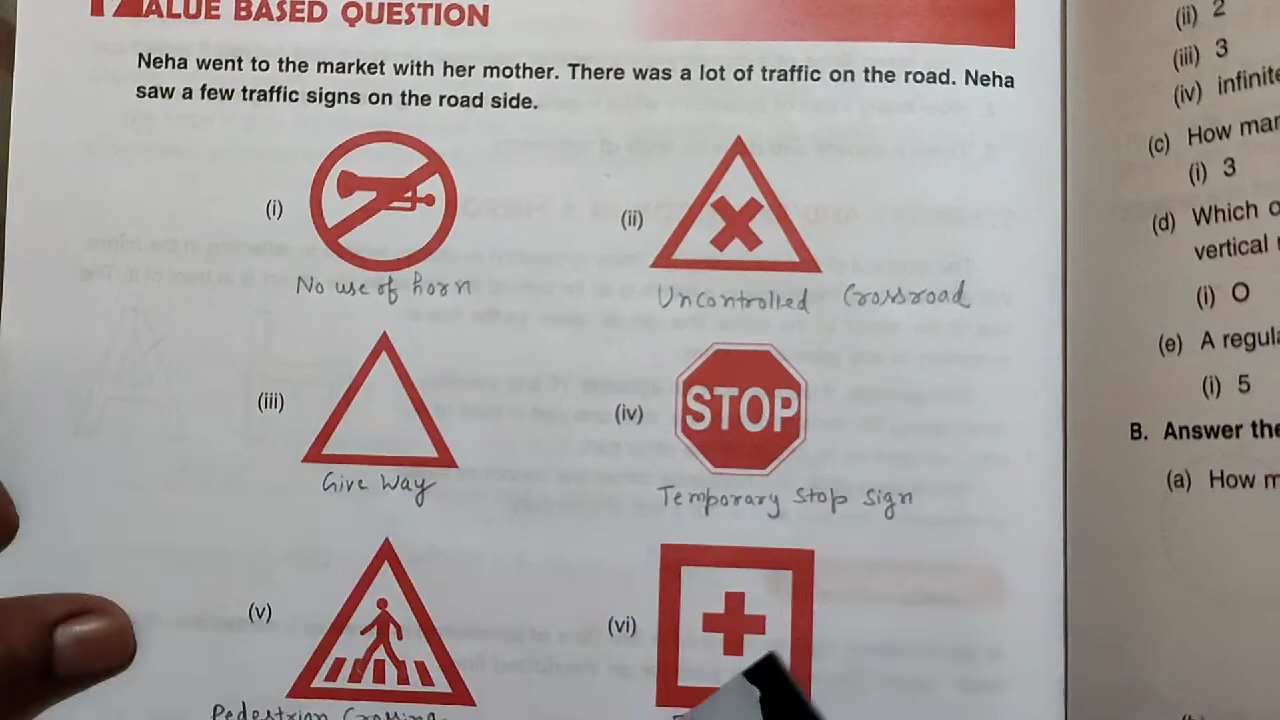 VALUE BASED QUESTION
Neha went to the market with her mother. There was a lot of traffic on the road. Neha
saw a few traffic signs on the road side.
(i)
No use of horn
(ii)
Uncontrolled Crossroad
(iii)
Give Way
(iv)
STOP
Temporary Stop Sign
(v)
Pedestrian Crossing
(vi)
(ii) 2
(iii) 3
(iv) infinite
(c) How
(i) 3
(d) Which
vertical
(i) O
(e) A
(i) 5
B. Answer the
(a) How